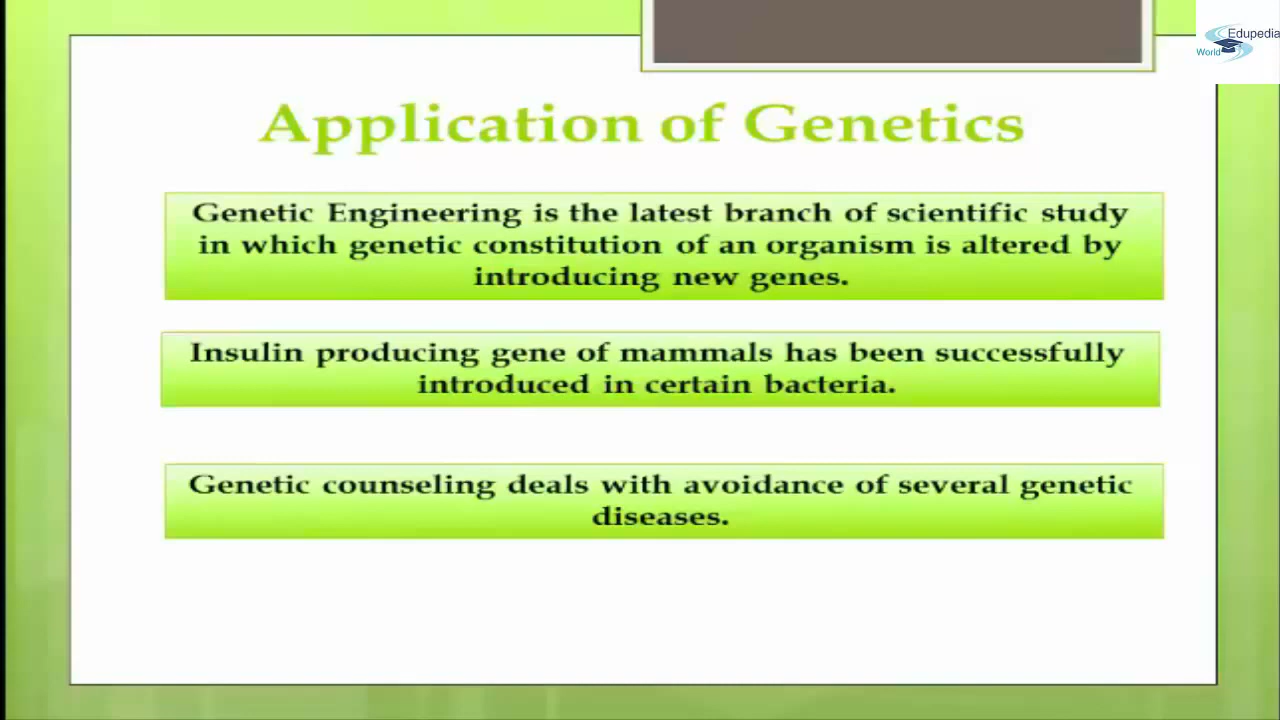 Edupedia
World
Application of Genetics
Genetic Engineering is the latest branch of scientific study
in which genetic constitution of an organism is altered by
introducing new genes.
Insulin producing gene of mammals has been successfully
introduced in certain bacteria.
Genetic counseling deals with avoidance of several genetic
diseases.